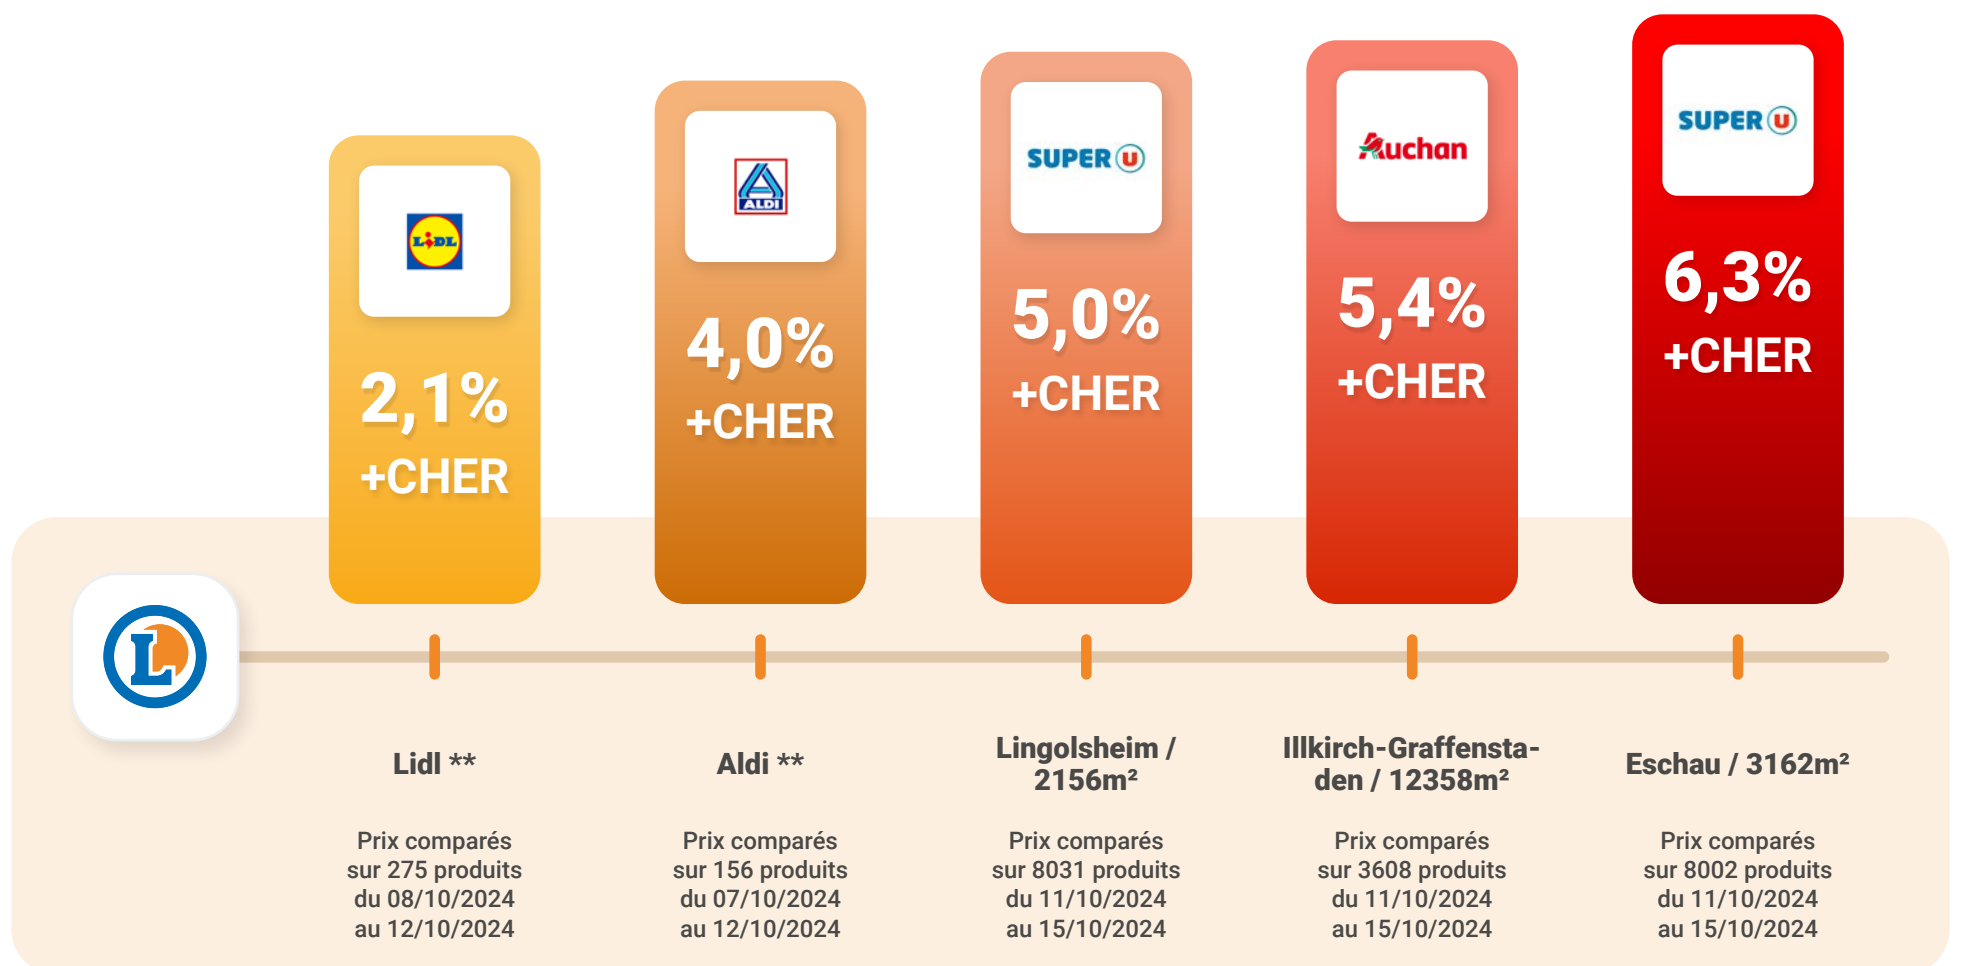 LIDL
2,1%
+CHER
ALDI
4,0%
+CHER
SUPER U
5,0%
+CHER
Auchan
5,4%
+CHER
SUPER U
6,3%
+CHER
L
Lidl **
Prix comparés
sur 275 produits
du 08/10/2024
au 12/10/2024
Aldi **
Prix comparés
sur 156 produits
du 07/10/2024
au 12/10/2024
Lingolsheim /
2156m²
Prix comparés
sur 8031 produits
du 11/10/2024
au 15/10/2024
Illkirch-Graffensta-
den / 12358m²
Prix comparés
sur 3608 produits
du 11/10/2024
au 15/10/2024
Eschau / 3162m²
Prix comparés
sur 8002 produits
du 11/10/2024
au 15/10/2024